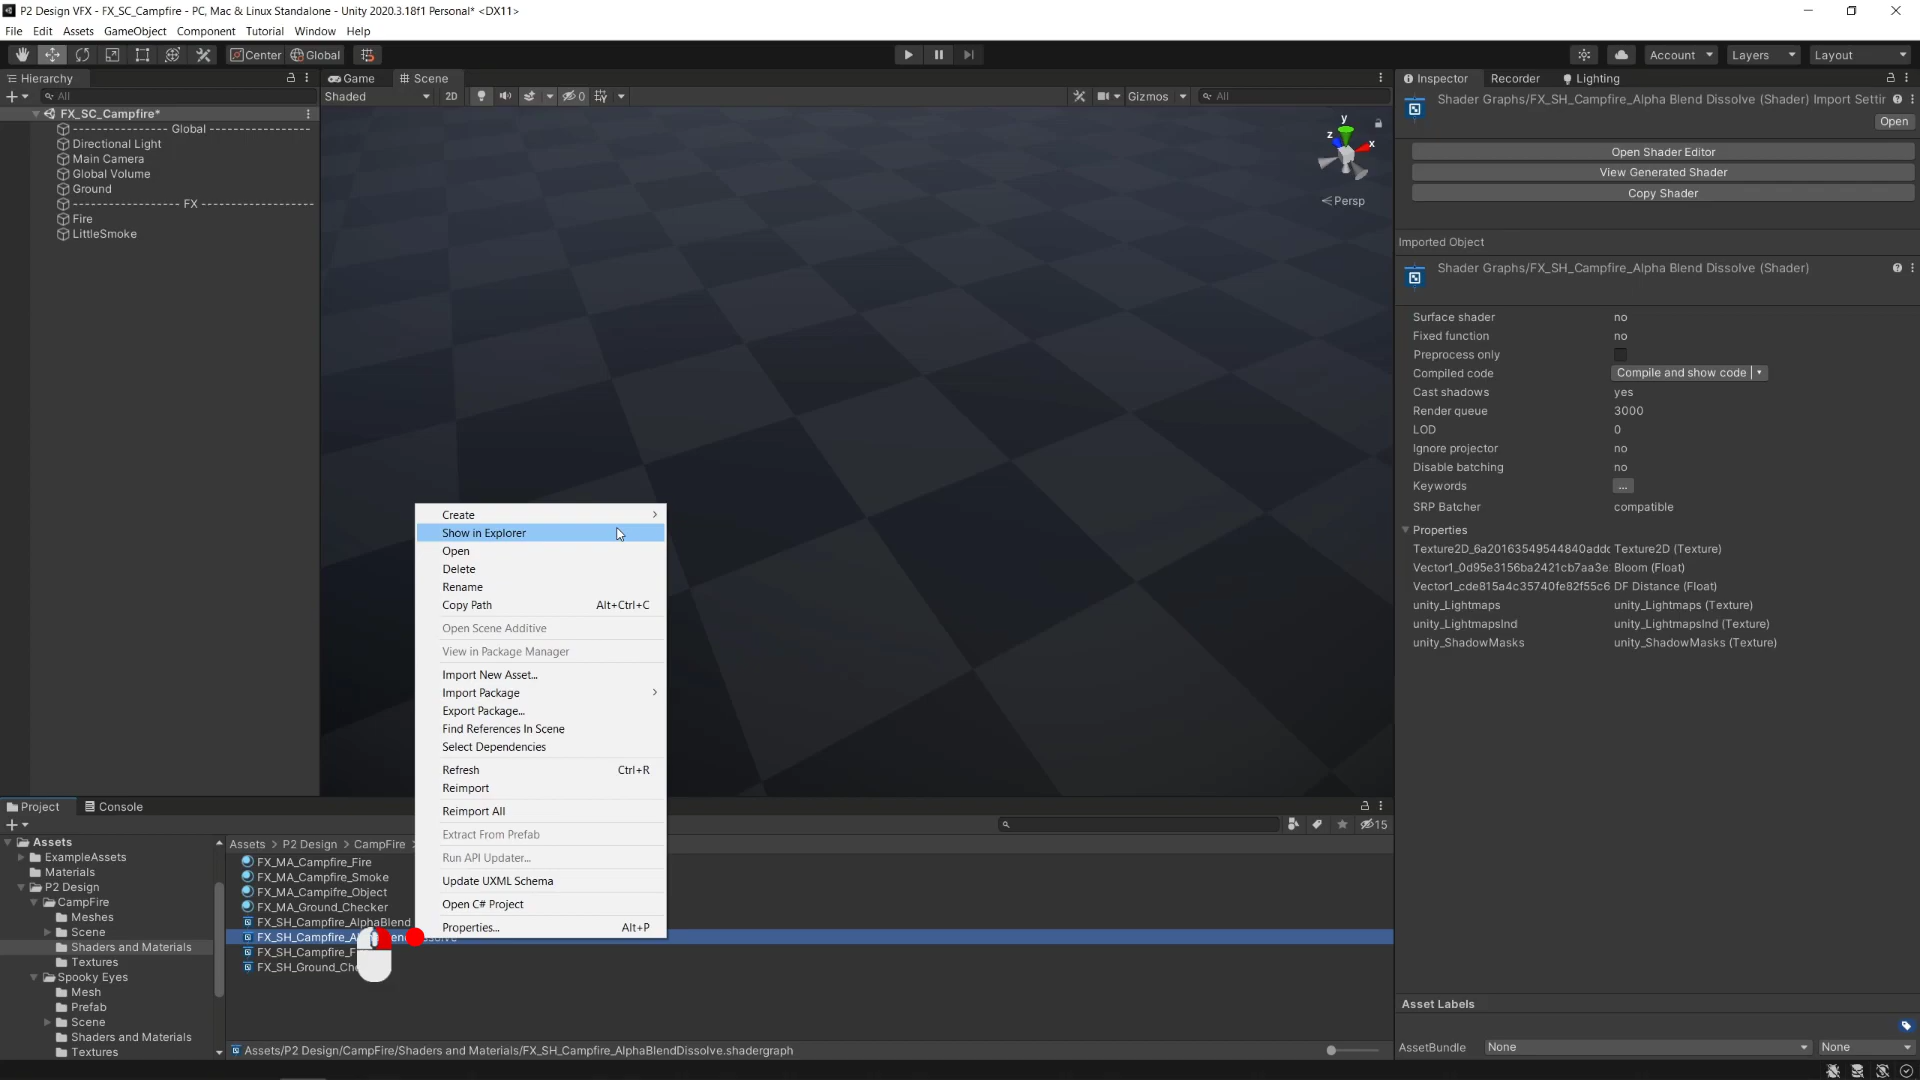 P2 Design VFX - FX_SC_Campfire - PC, Mac & Linux Standalone - Unity 2020.3.18f1 Personal* <DX11>
File Edit Assets GameObject Component Tutorial Window Help
Center Global Account Layers Layout
Hierarchy
All
FX_SC_Campfire*
---------------- Global ----------------
Directional Light
Main Camera
Global Volume
Ground
------------------ FX ------------------
Fire
LittleSmoke
Game Scene
Shaded 2D 0 Gizmos All
y
z
x
Persp
Create
Show in Explorer
Open
Delete
Rename
Copy Path Alt+Ctrl+C
Open Scene Additive
View in Package Manager
Import New Asset...
Import Package
Export Package...
Find References In Scene
Select Dependencies
Refresh Ctrl+R
Reimport
Reimport All
Extract From Prefab
Run API Updater...
Update UXML Schema
Open C# Project
Properties... Alt+P
Project Console
15
Assets
ExampleAssets
Materials
P2 Design
CampFire
Meshes
Scene
Shaders and Materials
Textures
Spooky Eyes
Mesh
Prefab
Scene
Shaders and Materials
Textures
Assets > P2 Design > CampFire >
FX_MA_Campfire_Fire
FX_MA_Campfire_Smoke
FX_MA_Campifre_Object
FX_MA_Ground_Checker
FX_SH_Campfire_AlphaBlend
FX_SH_Campfire_Al
FX_SH_Campfire_F
FX_SH_Ground_Che
Assets/P2 Design/CampFire/Shaders and Materials/FX_SH_Campfire_AlphaBlendDissolve.shadergraph
Inspector Recorder Lighting
Shader Graphs/FX_SH_Campfire_Alpha Blend Dissolve (Shader) Import Settir
Open
Open Shader Editor
View Generated Shader
Copy Shader
Imported Object
Shader Graphs/FX_SH_Campfire_Alpha Blend Dissolve (Shader)
Surface shader no
Fixed function no
Preprocess only
Compiled code Compile and show code
Cast shadows yes
Render queue 3000
LOD 0
Ignore projector no
Disable batching no
Keywords ...
SRP Batcher compatible
Properties
Texture2D_6a20163549544840addc Texture2D (Texture)
Vector1_0d95e3156ba2421cb7aa3e Bloom (Float)
Vector1_cde815a4c35740fe82f55c6 DF Distance (Float)
unity_Lightmaps unity_Lightmaps (Texture)
unity_LightmapsInd unity_LightmapsInd (Texture)
unity_ShadowMasks unity_ShadowMasks (Texture)
Asset Labels
AssetBundle None None